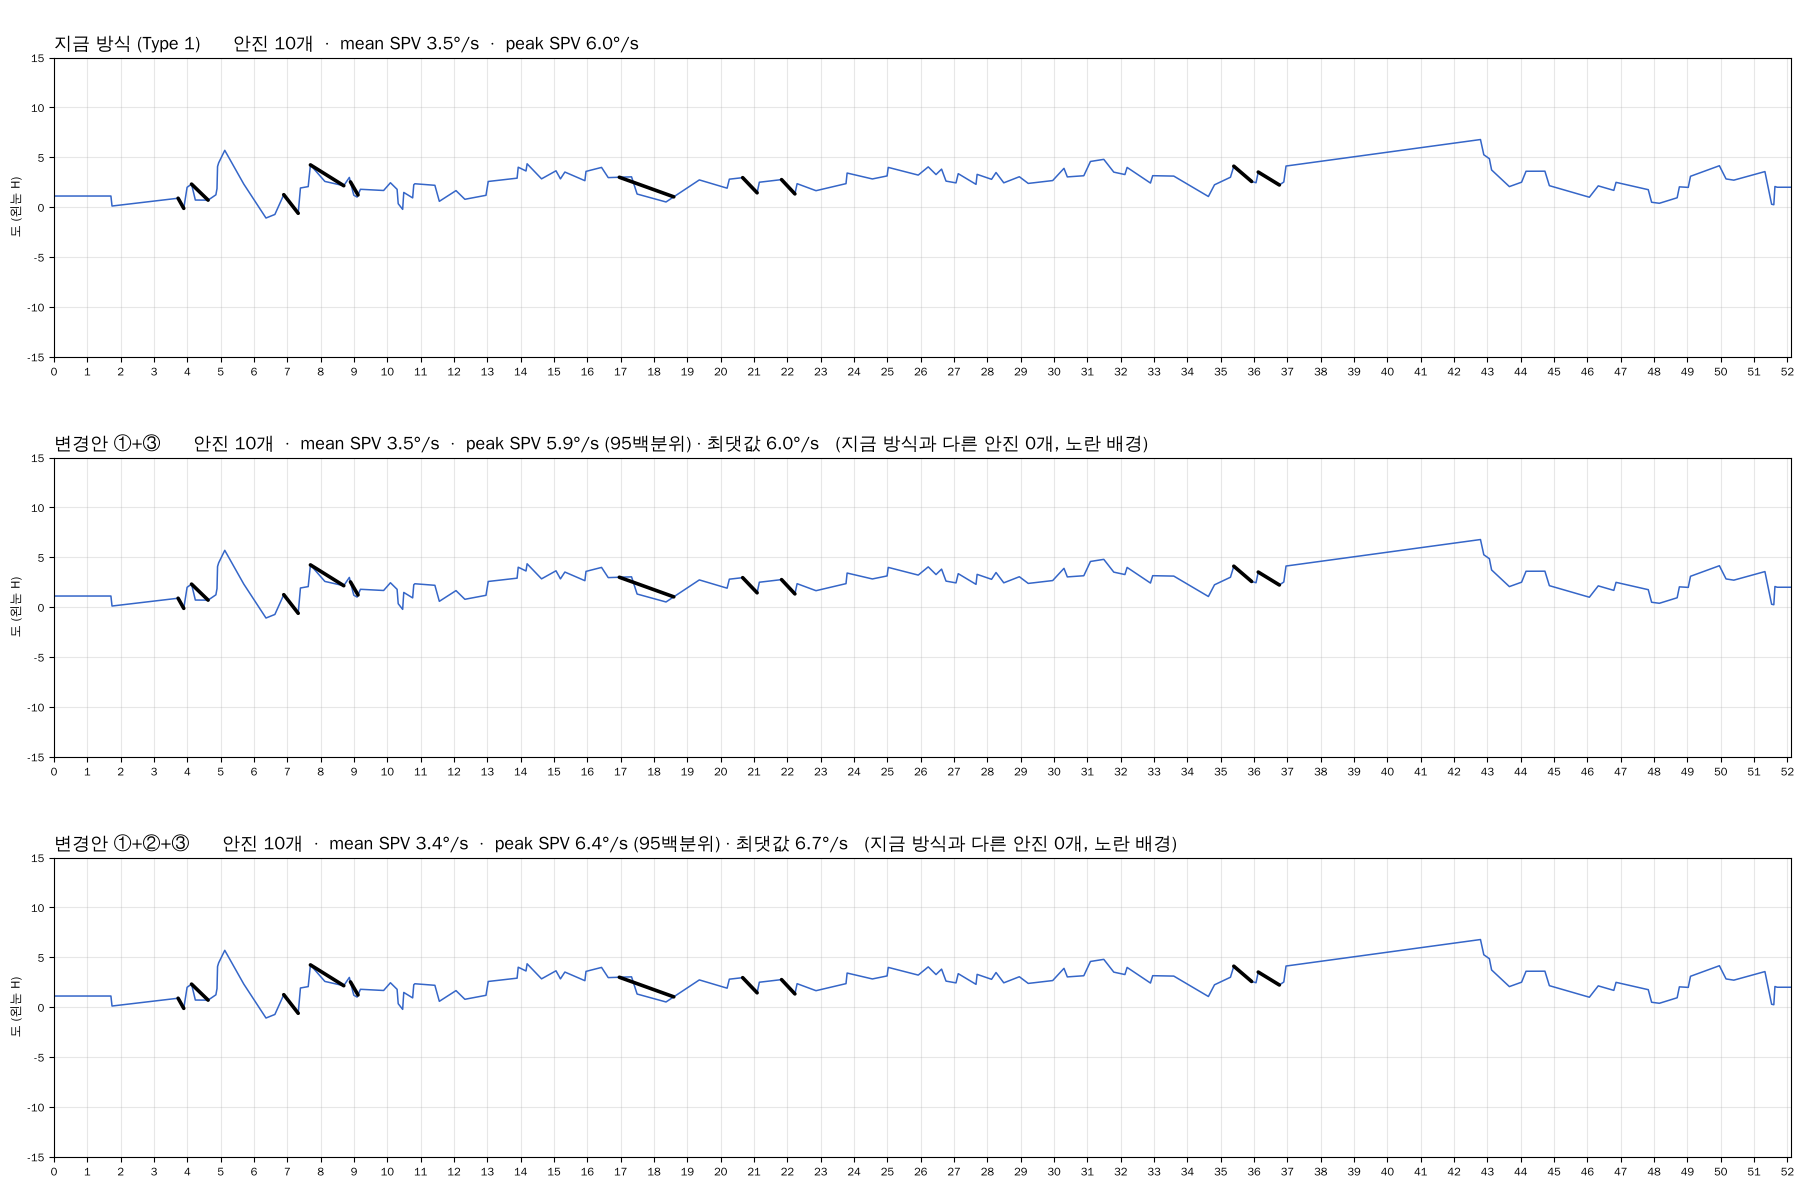 지금 방식 (Type 1) 안진 10개 · mean SPV 3.5°/s · peak SPV 6.0°/s
15
10
5
0
-5
-10
-15
도 (왼눈 H)
0 1 2 3 4 5 6 7 8 9 10 11 12 13 14 15 16 17 18 19 20 21 22 23 24 25 26 27 28 29 30 31 32 33 34 35 36 37 38 39 40 41 42 43 44 45 46 47 48 49 50 51 52
변경안 ①+③ 안진 10개 · mean SPV 3.5°/s · peak SPV 5.9°/s (95백분위) · 최댓값 6.0°/s (지금 방식과 다른 안진 0개, 노란 배경)
15
10
5
0
-5
-10
-15
도 (왼눈 H)
0 1 2 3 4 5 6 7 8 9 10 11 12 13 14 15 16 17 18 19 20 21 22 23 24 25 26 27 28 29 30 31 32 33 34 35 36 37 38 39 40 41 42 43 44 45 46 47 48 49 50 51 52
변경안 ①+②+③ 안진 10개 · mean SPV 3.4°/s · peak SPV 6.4°/s (95백분위) · 최댓값 6.7°/s (지금 방식과 다른 안진 0개, 노란 배경)
15
10
5
0
-5
-10
-15
도 (왼눈 H)
0 1 2 3 4 5 6 7 8 9 10 11 12 13 14 15 16 17 18 19 20 21 22 23 24 25 26 27 28 29 30 31 32 33 34 35 36 37 38 39 40 41 42 43 44 45 46 47 48 49 50 51 52